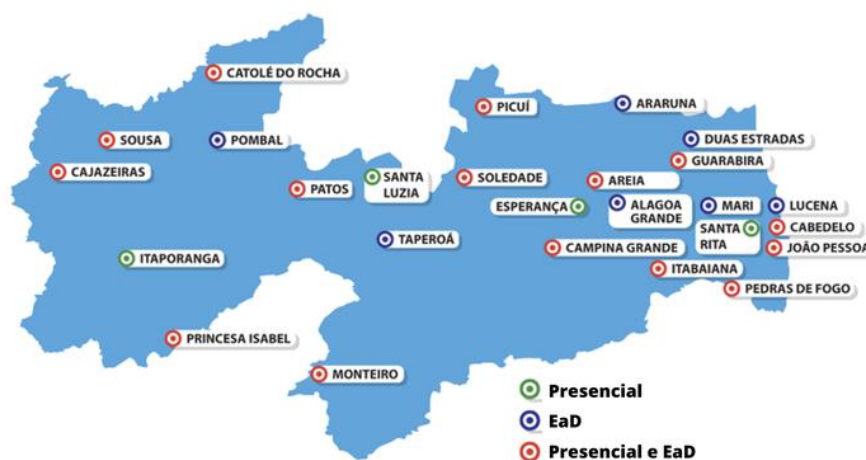 CATOLÉ DO ROCHA
PICUÍ
ARARUNA
SOUSA
POMBAL
DUAS ESTRADAS
GUARABIRA
CAJAZEIRAS
PATOS
SANTA
LUZIA
SOLEDADE
AREIA
ESPERANÇA
ALAGOA
GRANDE
MARI
LUCENA
SANTA
RITA
CABEDELO
TAPEROÁ
CAMPINA GRANDE
JOÃO PESSOA
ITAPORANGA
ITABAIANA
PEDRAS DE FOGO
PRINCESA ISABEL
MONTEIRO
Presencial
EaD
Presencial e EaD